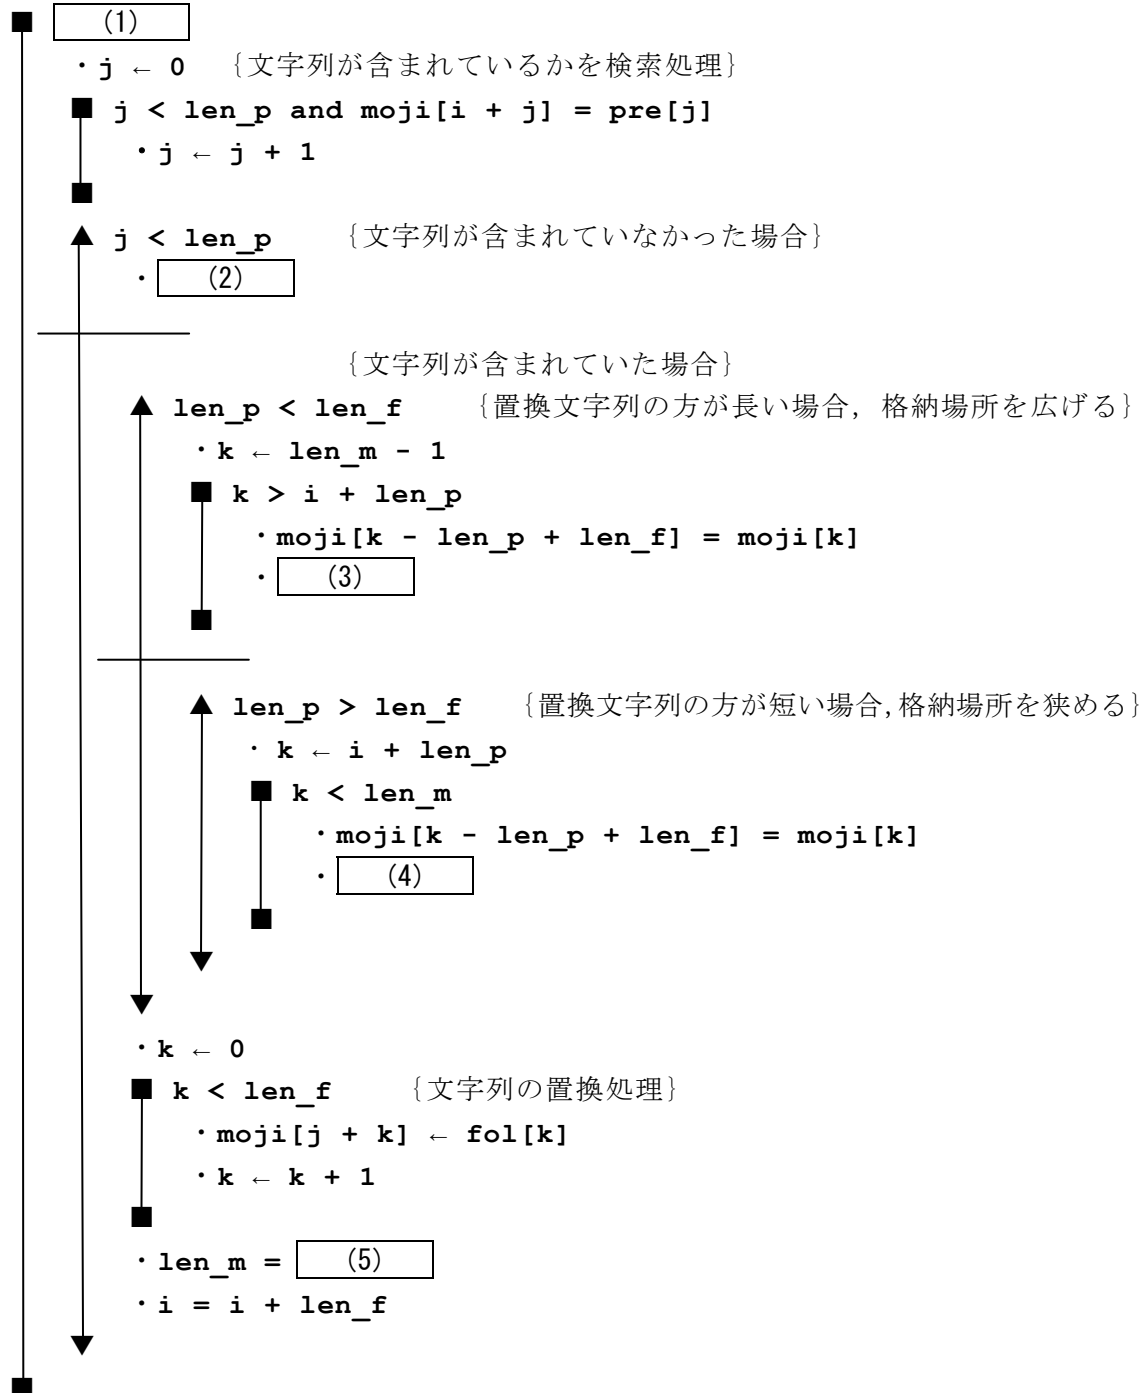 ■ (1)
・j ← 0 {文字列が含まれているかを検索処理}
■ j < len_p and moji[i + j] = pre[j]
・j ← j + 1
■
▲ j < len_p {文字列が含まれていなかった場合}
・(2)
{文字列が含まれていた場合}
▲ len_p < len_f {置換文字列の方が長い場合，格納場所を広げる}
・k ← len_m - 1
■ k > i + len_p
・moji[k - len_p + len_f] = moji[k]
・(3)
■
▲ len_p > len_f {置換文字列の方が短い場合,格納場所を狭める}
・k ← i + len_p
■ k < len_m
・moji[k - len_p + len_f] = moji[k]
・(4)
■
▼
▼
・k ← 0
■ k < len_f {文字列の置換処理}
・moji[j + k] ← fol[k]
・k ← k + 1
■
・len_m = (5)
・i = i + len_f
▼
■